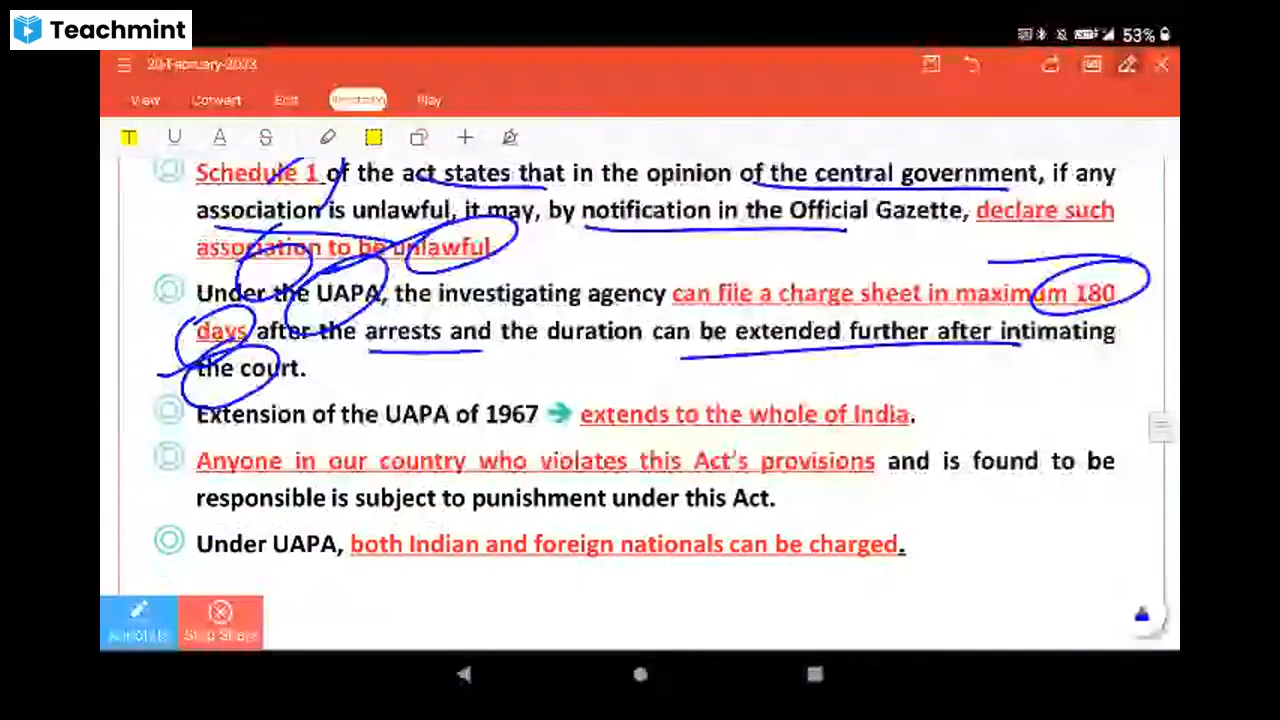 Teachmint
53%
20-February-2023
View Convert Edit Annotation Play
T U A S
Schedule 1 of the act states that in the opinion of the central government, if any
association is unlawful, it may, by notification in the Official Gazette, declare such
association to be unlawful
Under the UAPA, the investigating agency can file a charge sheet in maximum 180
days after the arrests and the duration can be extended further after intimating
the court.
Extension of the UAPA of 1967 → extends to the whole of India.
Anyone in our country who violates this Act's provisions and is found to be
responsible is subject to punishment under this Act.
Under UAPA, both Indian and foreign nationals can be charged.
Annotate Stop Share